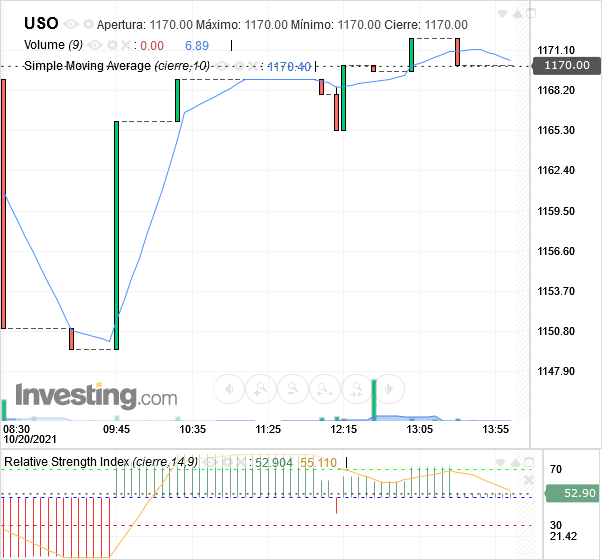 USO Apertura: 1170.00 Máximo: 1170.00 Mínimo: 1170.00 Cierre: 1170.00
Volume (9) : 0.00 6.89
Simple Moving Average (cierre,10) : 1170.40
1171.10
1170.00
1168.20
1165.30
1162.40
1159.50
1156.60
1153.70
1150.80
1147.90
Investing.com
08:30 09:45 10:35 11:25 12:15 13:05 13:55
10/20/2021
Relative Strength Index (cierre,14,9) : 52.904 55.110
70
52.90
30
21.42